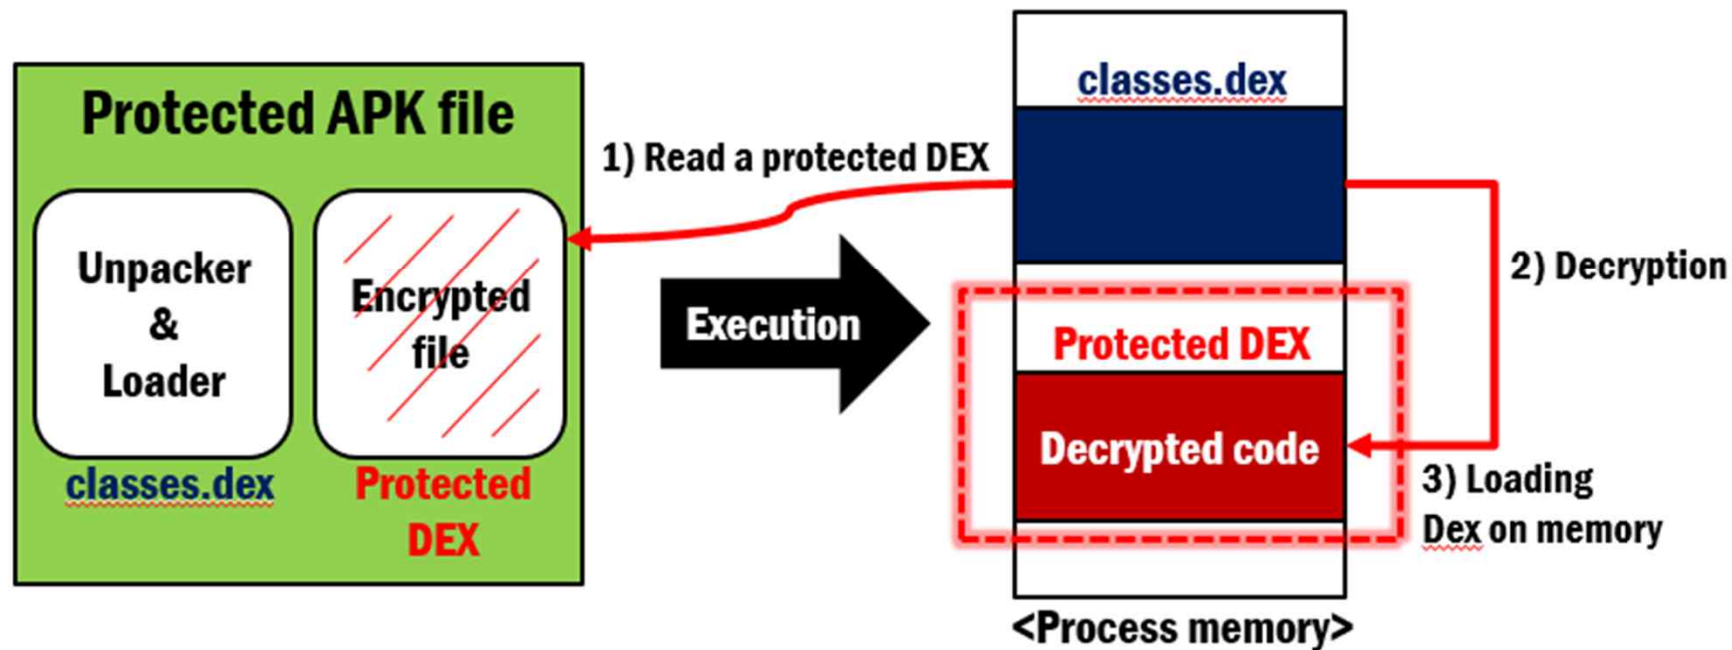 Protected APK file
Unpacker
&
Loader
classes.dex
Encrypted
file
Protected
DEX
1) Read a protected DEX
Execution
classes.dex
Protected DEX
Decrypted code
<Process memory>
2) Decryption
3) Loading
Dex on memory